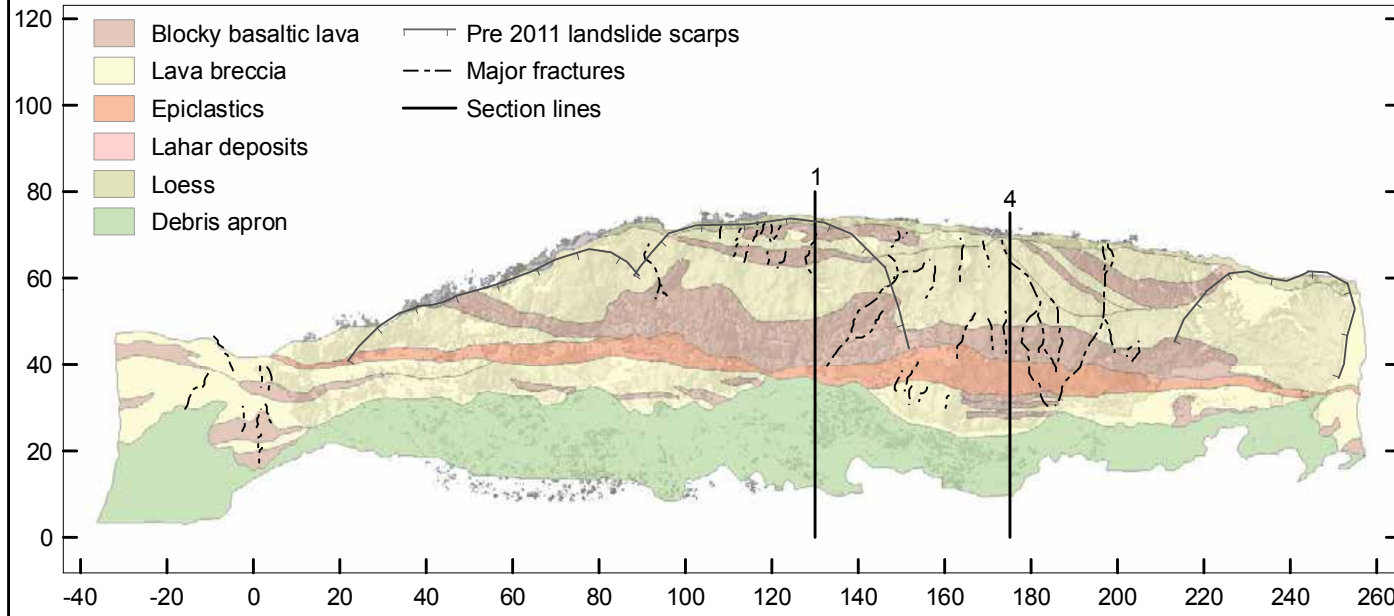 120
100
80
60
40
20
0
Blocky basaltic lava
Lava breccia
Epiclastics
Lahar deposits
Loess
Debris apron
Pre 2011 landslide scarps
Major fractures
Section lines
1
4
-40 -20 0 20 40 60 80 100 120 140 160 180 200 220 240 260